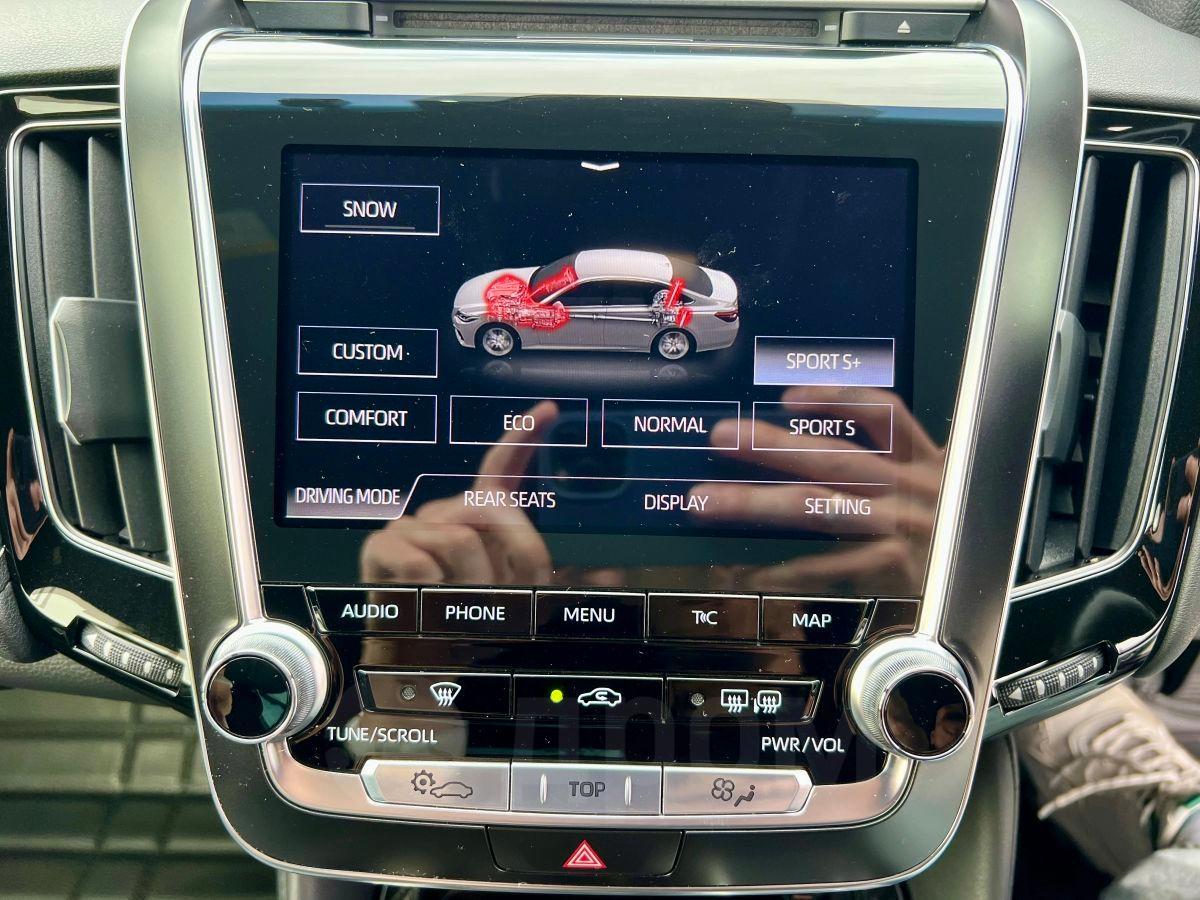 SNOW
CUSTOM
SPORT S+
COMFORT
ECO
NORMAL
SPORT S
DRIVING MODE
REAR SEATS
DISPLAY
SETTING
AUDIO
PHONE
MENU
T&C
MAP
TUNE/SCROLL
PWR/VOL
TOP